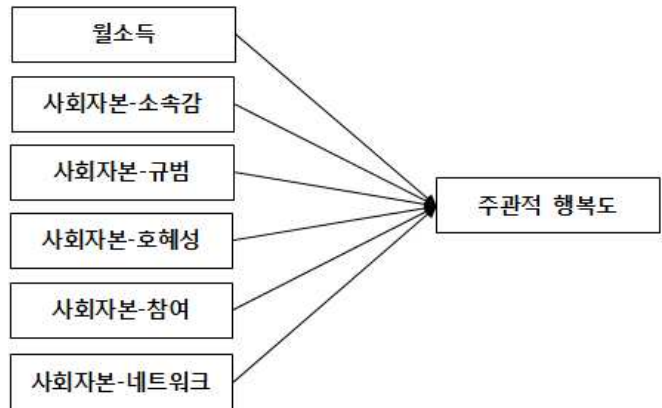 월소득
사회자본-소속감
사회자본-규범
사회자본-호혜성
사회자본-참여
사회자본-네트워크
주관적 행복도